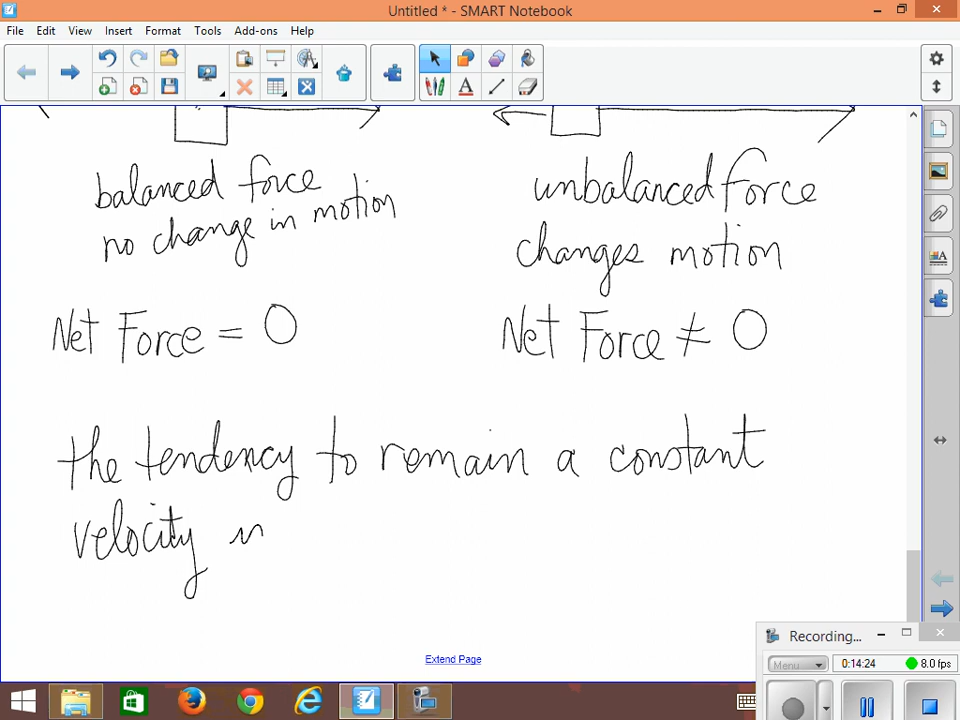 Untitled * - SMART Notebook
File Edit View Insert Format Tools Add-ons Help
balanced force
no change in motion
unbalanced force
changes motion
Net Force = 0
Net Force ≠ 0
the tendency to remain a constant
velocity
Extend Page
Recording...
Menu 0:14:24 8.0 fps